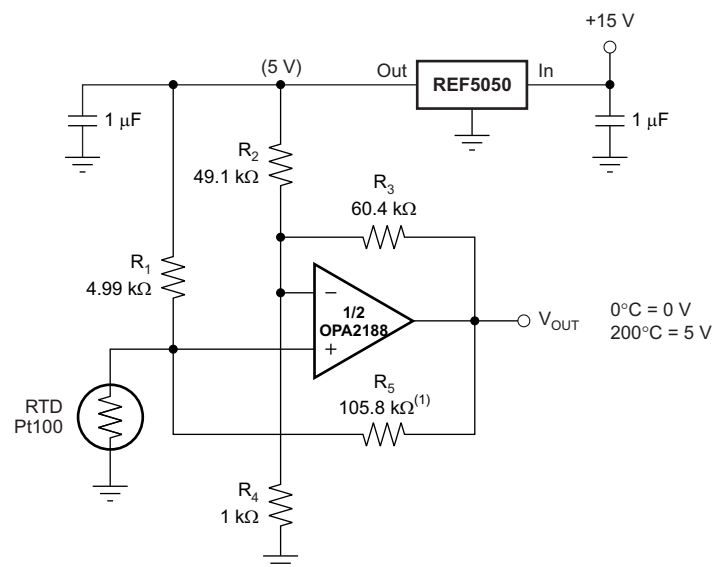 +15 V
(5 V)
Out
REF5050
In
1 μF
1 μF
R2
49.1 kΩ
R3
60.4 kΩ
R1
4.99 kΩ
−
1/2
OPA2188
+
VOUT
0°C = 0 V
200°C = 5 V
R5
105.8 kΩ(1)
RTD
Pt100
R4
1 kΩ